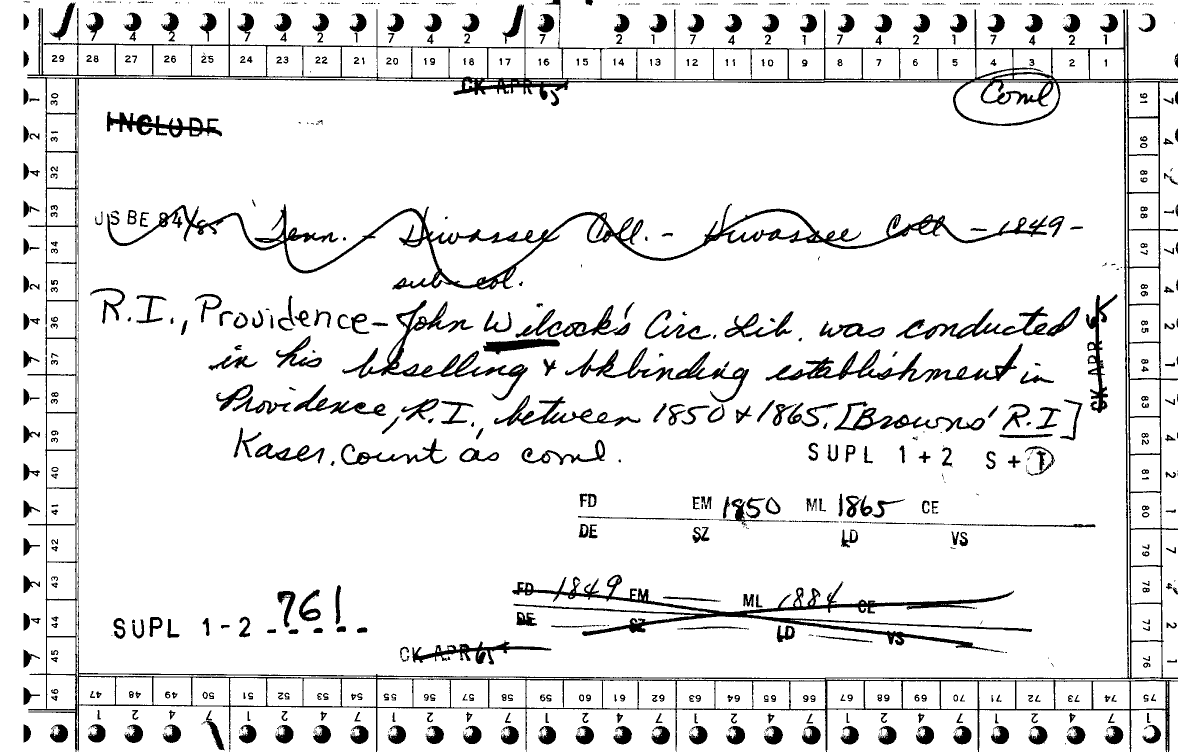 7 4 2 1 7 4 2 1 7 4 2 1 7 2 1 7 4 2 1 7 4 2 1 7 4 2 1
29 28 27 26 25 24 23 22 21 20 19 18 17 16 15 14 13 12 11 10 9 8 7 6 5 4 3 2 1
CK APR 65
Coml
INCLUDE
USBE 84/85 Tenn. - Hiwassee Coll. - Hiwassee Coll - 1849 -
sub. col.
R.I., Providence - John Wilcock's Circ. Lib. was conducted
in his bkselling & bkbinding establishment in
Providence, R.I., between 1850 & 1865. [Browns' R.I]
Kaser. Count as coml.
SUPL 1+2 S+T
CK APR 65
FD EM 1850 ML 1865 CE
DE SZ LD VS
FD 1849 EM ML 1884 CE
DE SZ LD VS
SUPL 1-2 761
CK APR 65
30 31 32 33 34 35 36 37 38 39 40 41 42 43 44 45 46
91 90 89 88 87 86 85 84 83 82 81 80 79 78 77 76 75
47 48 49 50 51 52 53 54 55 56 57 58 59 60 61 62 63 64 65 66 67 68 69 70 71 72 73 74
1 2 4 7 1 2 4 7 1 2 4 7 1 2 4 7 1 2 4 7 1 2 4 7 1 2 4 7